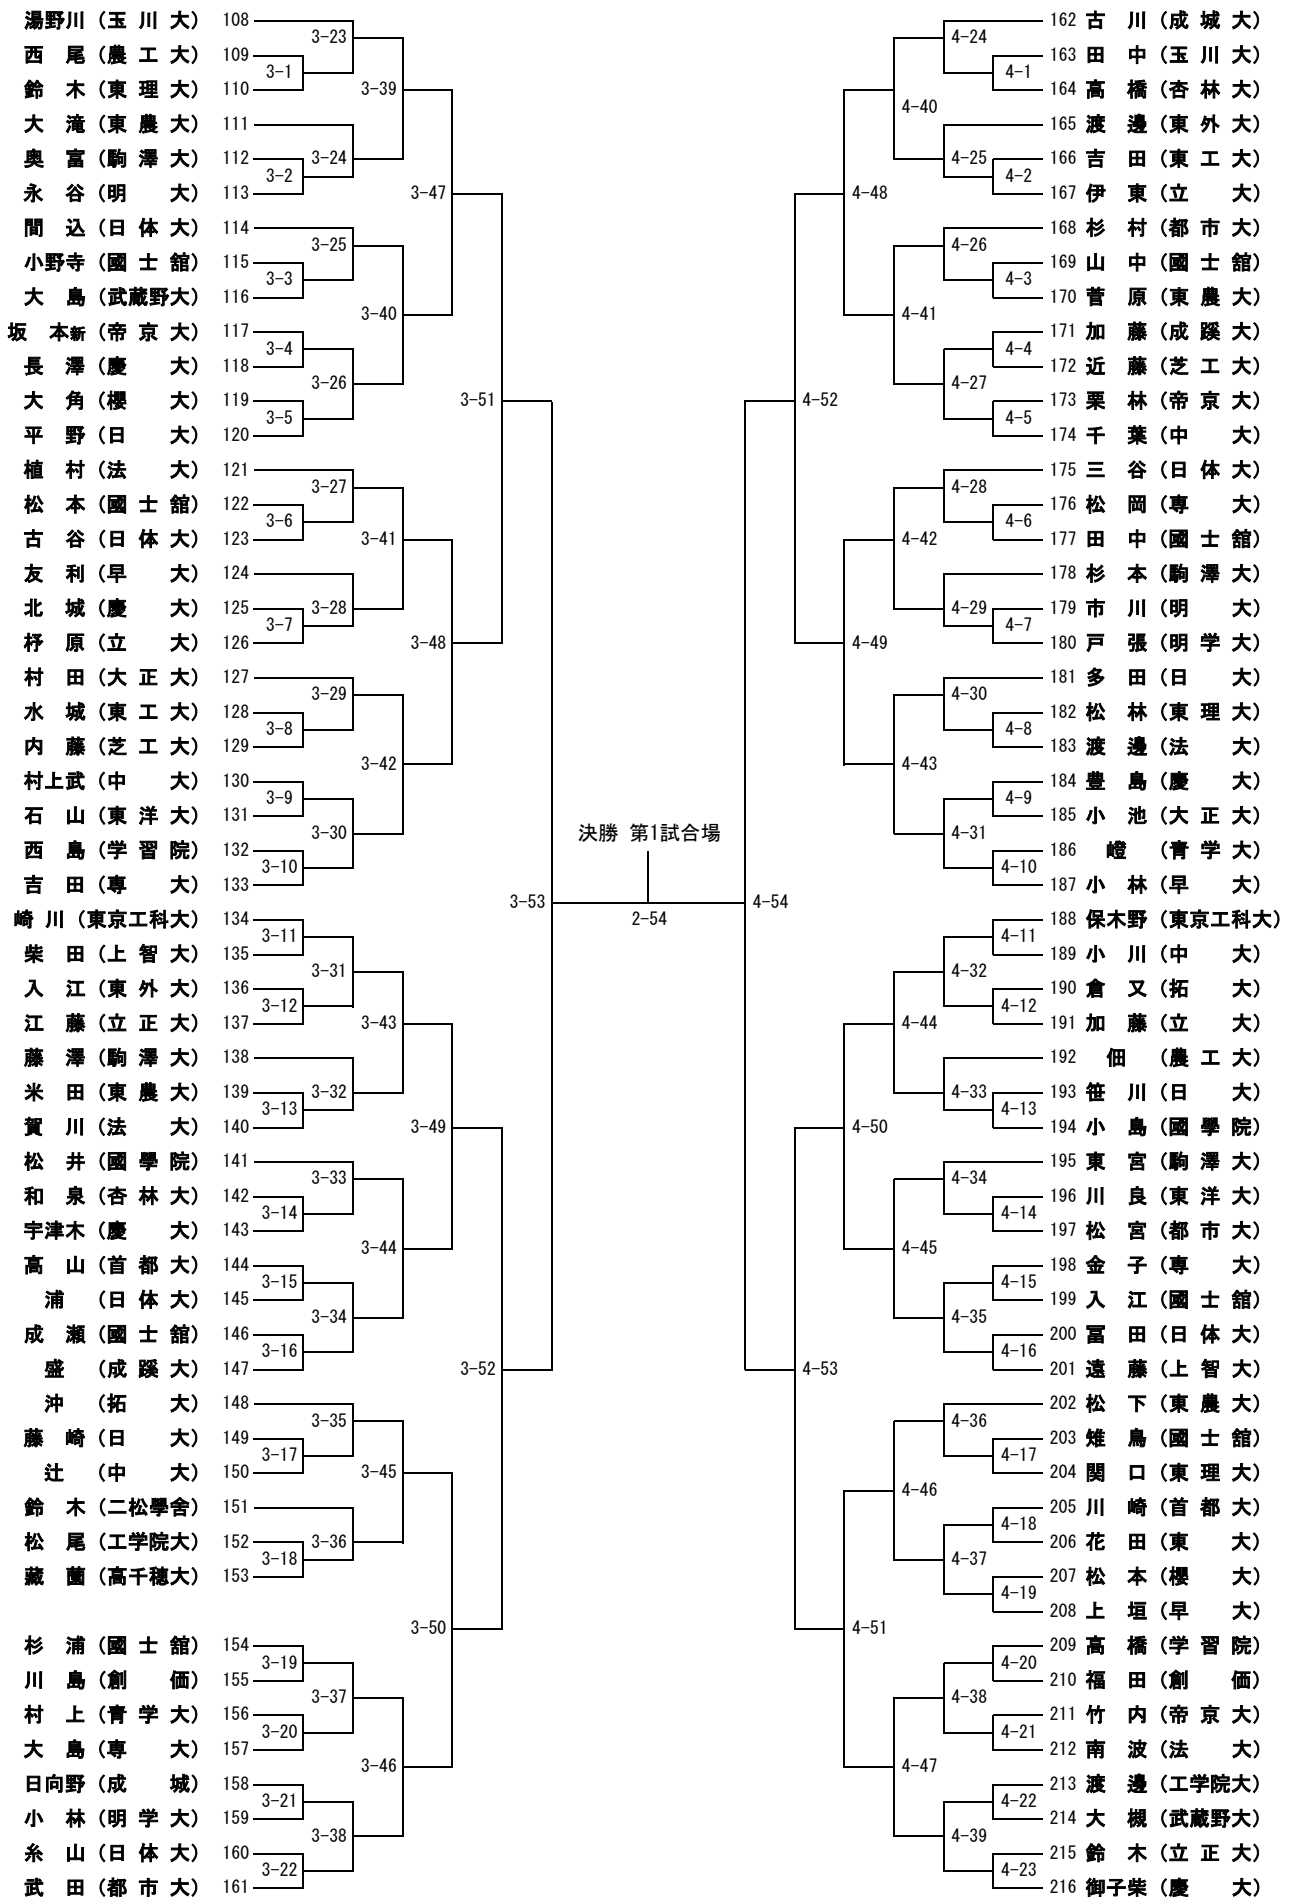 湯野川（玉 川 大） 108
西 尾（農 工 大） 109
鈴 木（東 理 大） 110
大 滝（東 農 大） 111
奥 富（駒 澤 大） 112
永 谷（明 大） 113
間 込（日 体 大） 114
小野寺（國 士 舘） 115
大 島（武蔵野大） 116
坂 本新（帝 京 大） 117
長 澤（慶 大） 118
大 角（櫻 大） 119
平 野（日 大） 120
植 村（法 大） 121
松 本（國 士 舘） 122
古 谷（日 体 大） 123
友 利（早 大） 124
北 城（慶 大） 125
杼 原（立 大） 126
村 田（大 正 大） 127
水 城（東 工 大） 128
内 藤（芝 工 大） 129
村上武（中 大） 130
石 山（東 洋 大） 131
西 島（学 習 院） 132
吉 田（専 大） 133
崎 川（東京工科大） 134
柴 田（上 智 大） 135
入 江（東 外 大） 136
江 藤（立 正 大） 137
藤 澤（駒 澤 大） 138
米 田（東 農 大） 139
賀 川（法 大） 140
松 井（國 學 院） 141
和 泉（杏 林 大） 142
宇津木（慶 大） 143
高 山（首 都 大） 144
浦 （日 体 大） 145
成 瀬（國 士 舘） 146
盛 （成 蹊 大） 147
沖 （拓 大） 148
藤 崎（日 大） 149
辻 （中 大） 150
鈴 木（二松學舎） 151
松 尾（工学院大） 152
藏 薗（高千穂大） 153
杉 浦（國 士 舘） 154
川 島（創 価） 155
村 上（青 学 大） 156
大 島（専 大） 157
日向野（成 城） 158
小 林（明 学 大） 159
糸 山（日 体 大） 160
武 田（都 市 大） 161
3-1
3-2
3-3
3-4
3-5
3-6
3-7
3-8
3-9
3-10
3-11
3-12
3-13
3-14
3-15
3-16
3-17
3-18
3-19
3-20
3-21
3-22
3-23
3-24
3-25
3-26
3-27
3-28
3-29
3-30
3-31
3-32
3-33
3-34
3-35
3-36
3-37
3-38
3-39
3-40
3-41
3-42
3-43
3-44
3-45
3-46
3-47
3-48
3-49
3-50
3-51
3-52
3-53
決勝 第1試合場
2-54
4-54
4-52
4-53
4-48
4-49
4-50
4-51
4-40
4-41
4-42
4-43
4-44
4-45
4-46
4-47
4-24
4-25
4-26
4-27
4-28
4-29
4-30
4-31
4-32
4-33
4-34
4-35
4-36
4-37
4-38
4-39
4-1
4-2
4-3
4-4
4-5
4-6
4-7
4-8
4-9
4-10
4-11
4-12
4-13
4-14
4-15
4-16
4-17
4-18
4-19
4-20
4-21
4-22
4-23
162 古 川（成 城 大）
163 田 中（玉 川 大）
164 高 橋（杏 林 大）
165 渡 邊（東 外 大）
166 吉 田（東 工 大）
167 伊 東（立 大）
168 杉 村（都 市 大）
169 山 中（國 士 舘）
170 菅 原（東 農 大）
171 加 藤（成 蹊 大）
172 近 藤（芝 工 大）
173 栗 林（帝 京 大）
174 千 葉（中 大）
175 三 谷（日 体 大）
176 松 岡（専 大）
177 田 中（國 士 舘）
178 杉 本（駒 澤 大）
179 市 川（明 大）
180 戸 張（明 学 大）
181 多 田（日 大）
182 松 林（東 理 大）
183 渡 邊（法 大）
184 豊 島（慶 大）
185 小 池（大 正 大）
186 嶝 （青 学 大）
187 小 林（早 大）
188 保木野（東京工科大）
189 小 川（中 大）
190 倉 又（拓 大）
191 加 藤（立 大）
192 佃 （農 工 大）
193 笹 川（日 大）
194 小 島（國 學 院）
195 東 宮（駒 澤 大）
196 川 良（東 洋 大）
197 松 宮（都 市 大）
198 金 子（専 大）
199 入 江（國 士 舘）
200 冨 田（日 体 大）
201 遠 藤（上 智 大）
202 松 下（東 農 大）
203 雉 鳥（國 士 舘）
204 関 口（東 理 大）
205 川 崎（首 都 大）
206 花 田（東 大）
207 松 本（櫻 大）
208 上 垣（早 大）
209 高 橋（学 習 院）
210 福 田（創 価）
211 竹 内（帝 京 大）
212 南 波（法 大）
213 渡 邊（工学院大）
214 大 槻（武蔵野大）
215 鈴 木（立 正 大）
216 御子柴（慶 大）